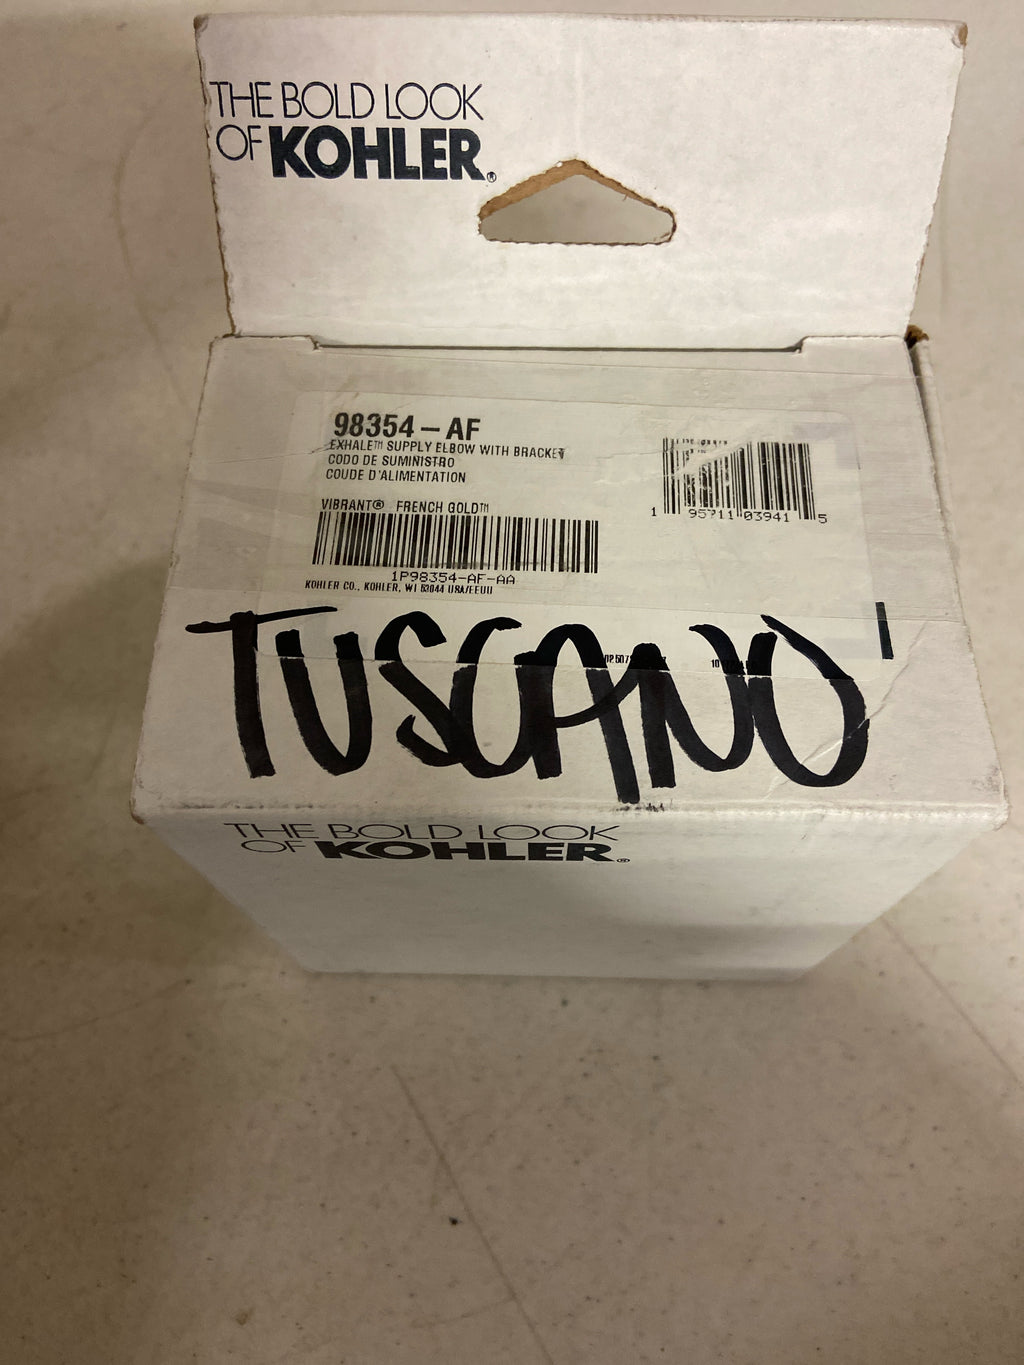 THE BOLD LOOK
OF KOHLER®
98354-AF
EXHALE™ SUPPLY ELBOW WITH BRACKET
CODO DE SUMINISTRO
COUDE D'ALIMENTATION
VIBRANT® FRENCH GOLD™
1P98354-AF-AA
KOHLER CO., KOHLER, WI 53044 USA/EEUU
1 95711 03941 5
TUSCANO
THE BOLD LOOK
OF KOHLER®